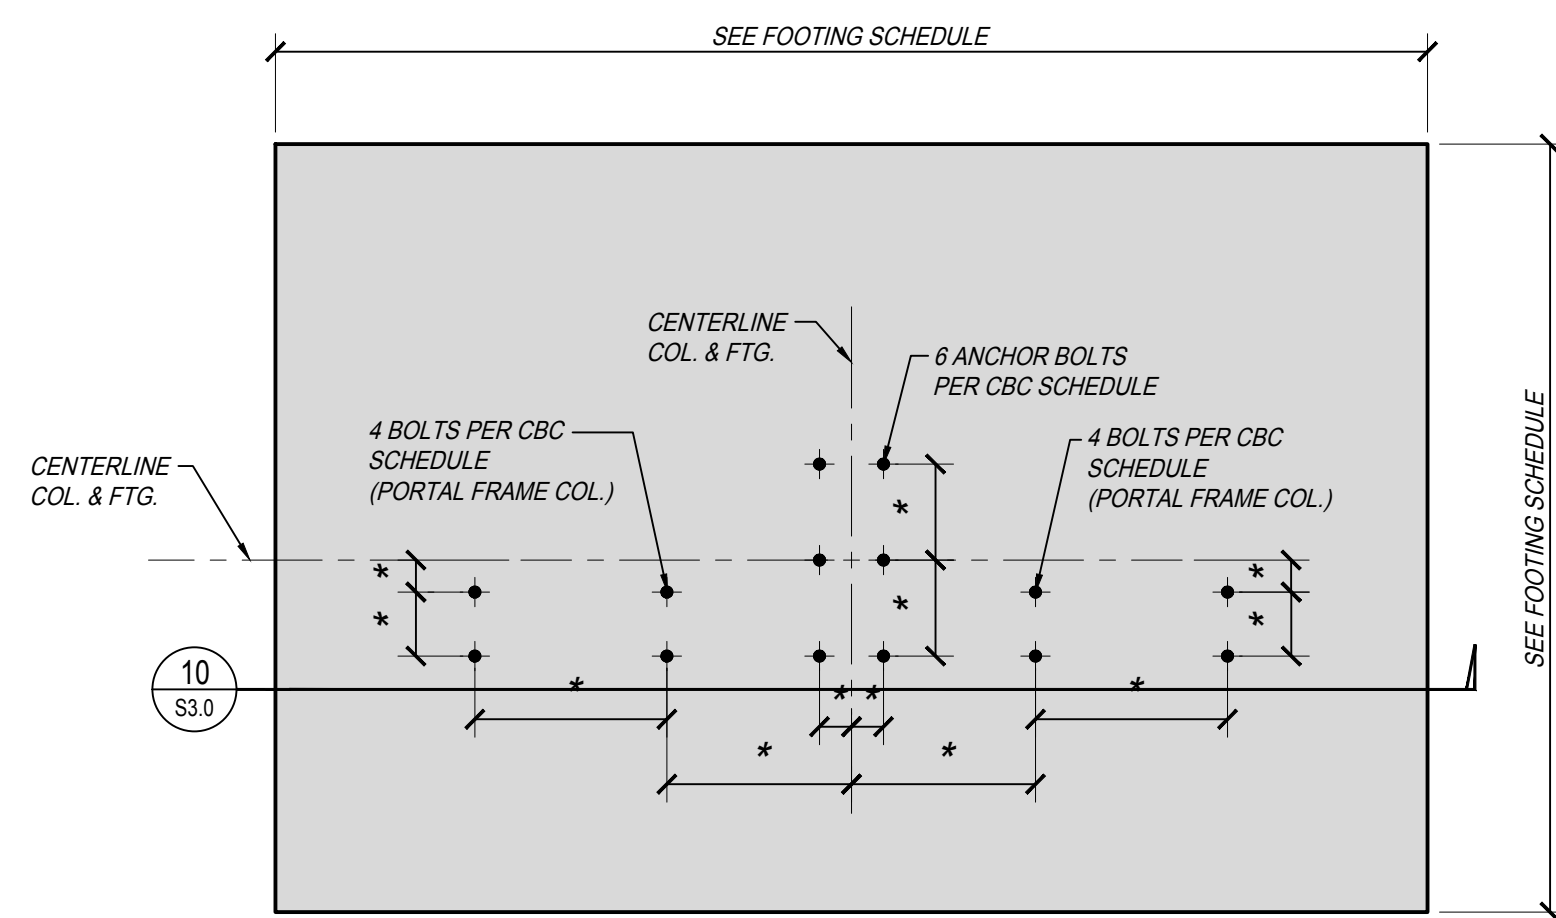 SEE FOOTING SCHEDULE
CENTERLINE
COL. & FTG.
6 ANCHOR BOLTS
PER CBC SCHEDULE
4 BOLTS PER CBC
SCHEDULE
(PORTAL FRAME COL.)
4 BOLTS PER CBC
SCHEDULE
(PORTAL FRAME COL.)
CENTERLINE
COL. & FTG.
SEE FOOTING SCHEDULE
*
*
*
*
*
*
10
S3.0
*
* *
*
*
*